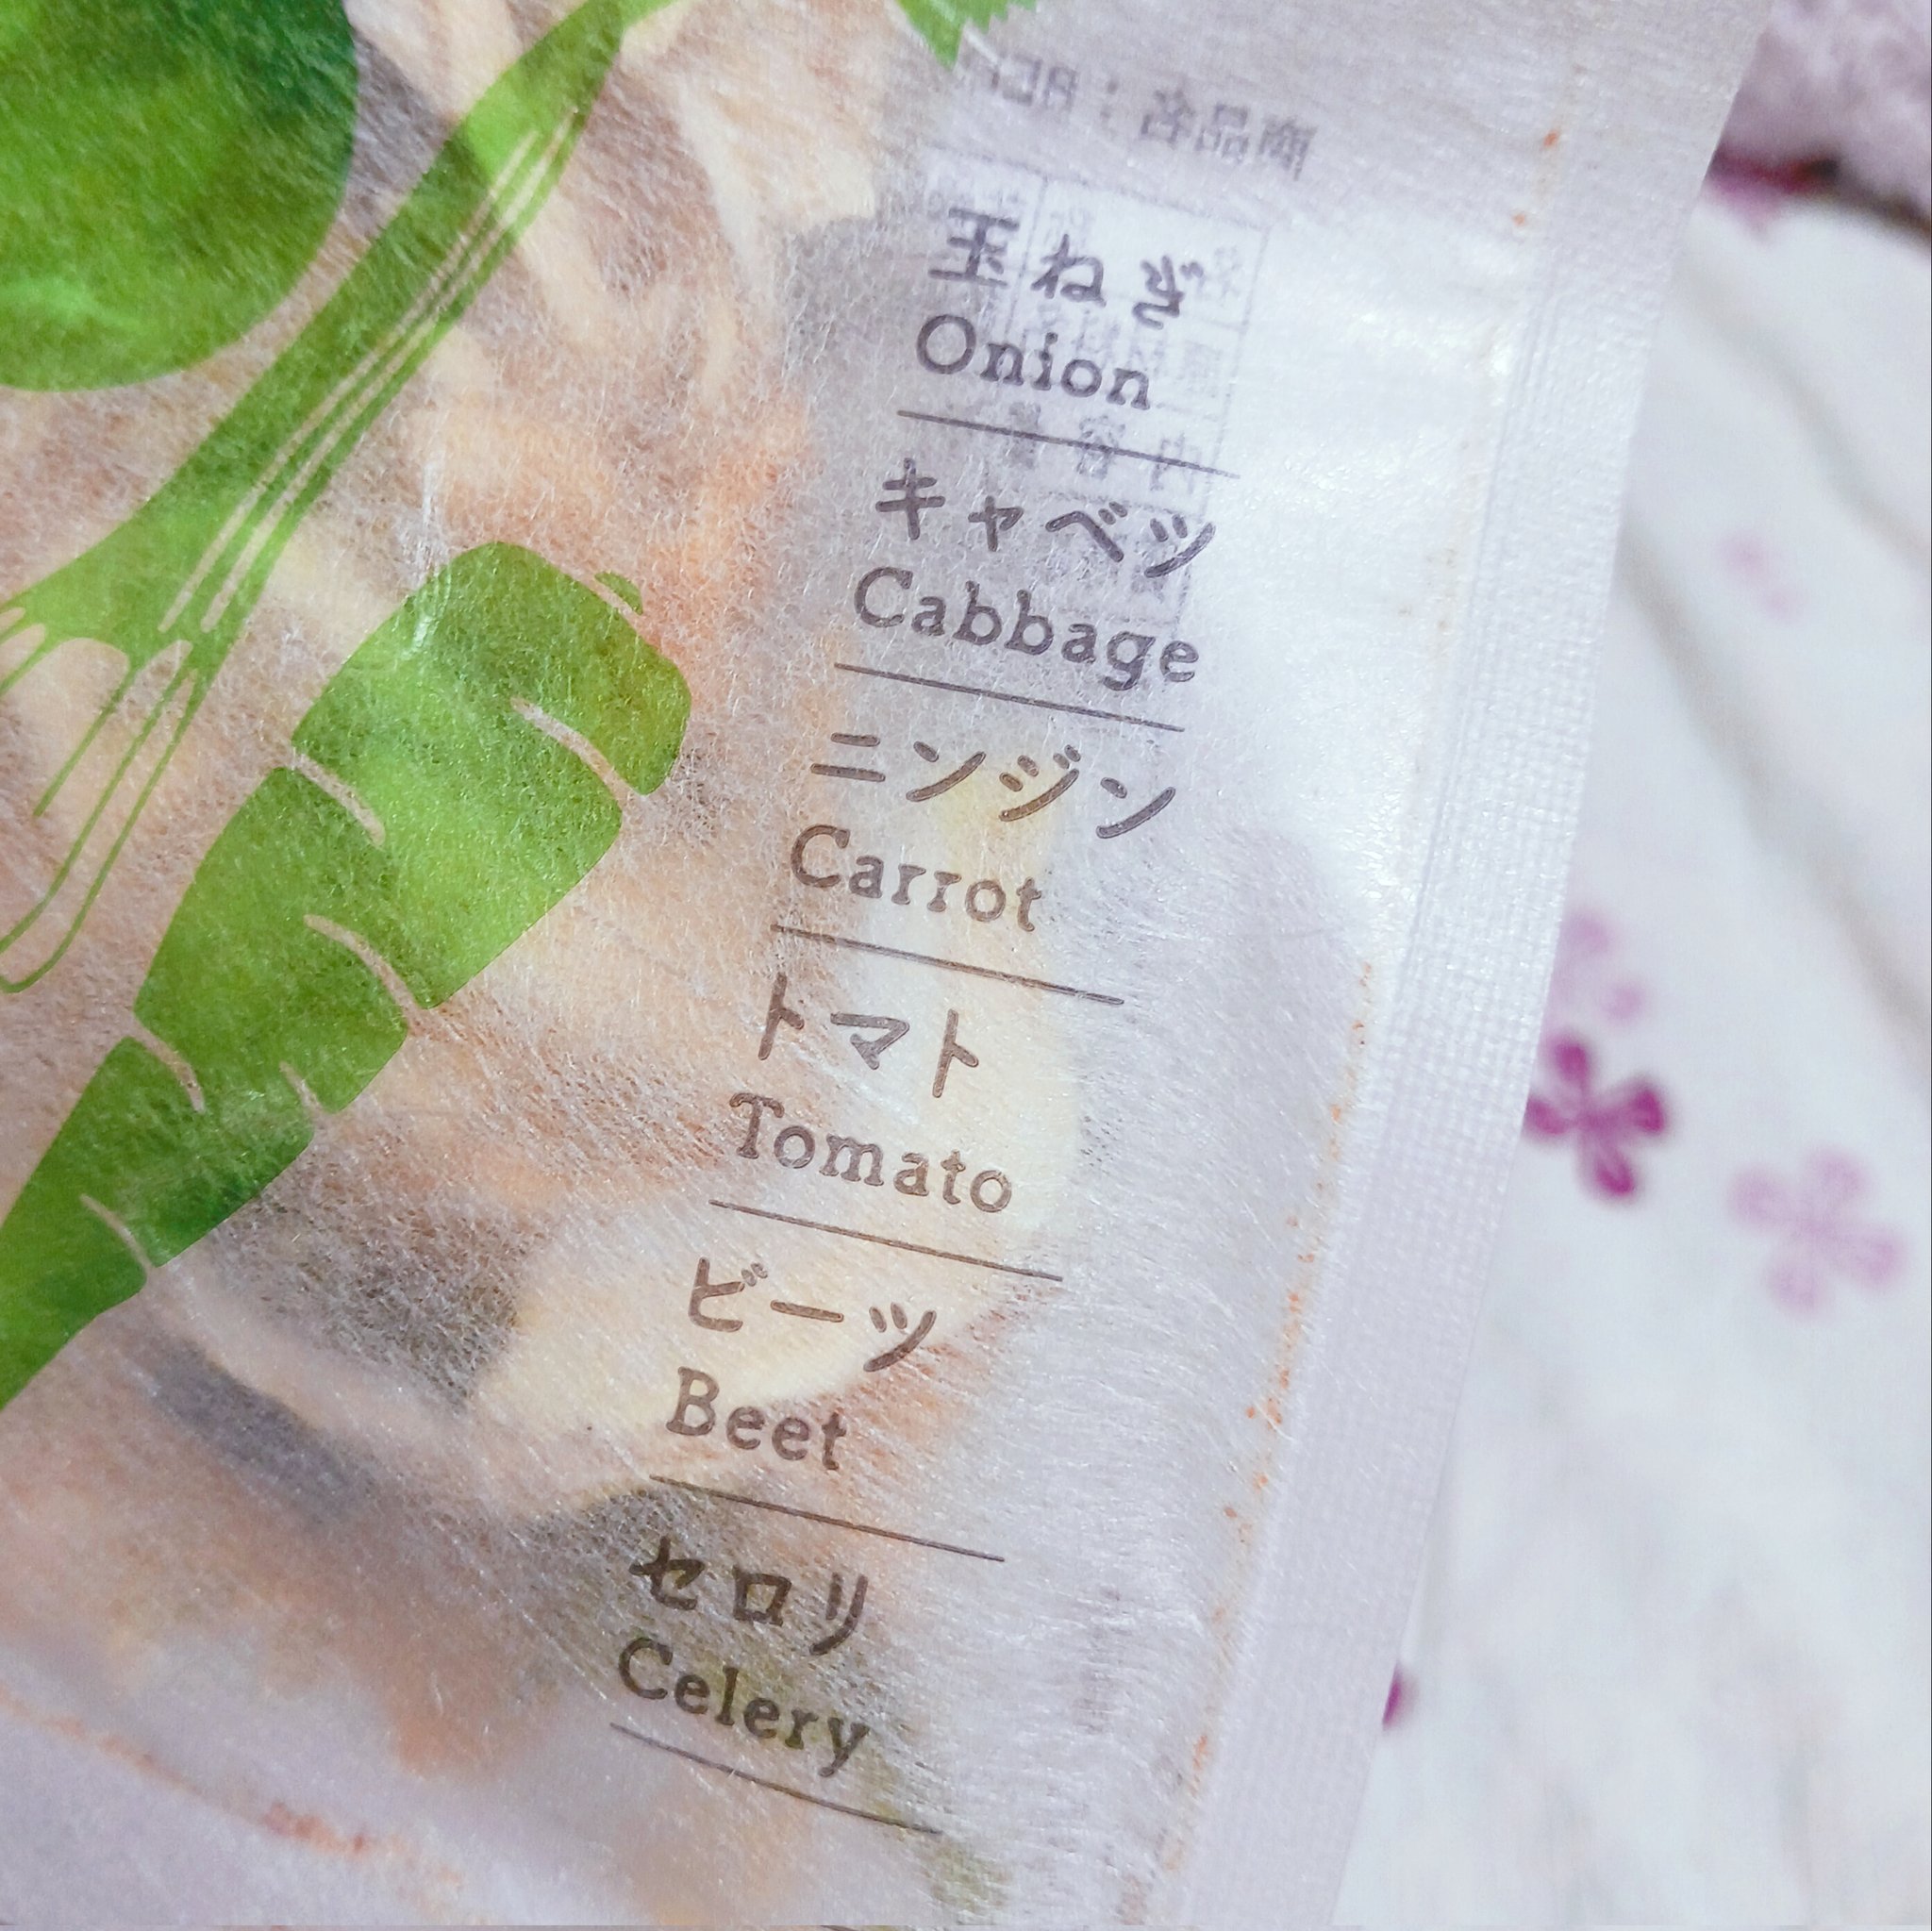 玉ねぎ
Onion
キャベツ
Cabbage
ニンジン
Carrot
トマト
Tomato
ビーツ
Beet
セロリ
Celery